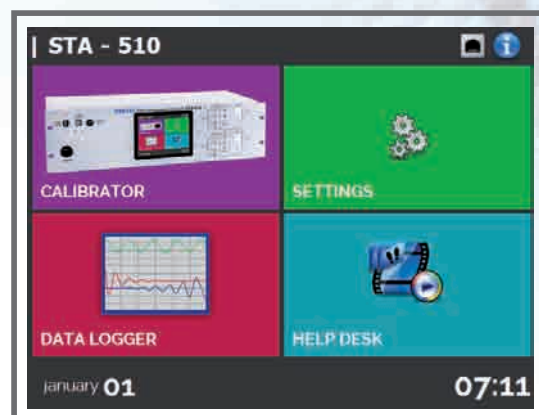 | STA - 510
CALIBRATOR
SETTINGS
DATA LOGGER
HELP DESK
january 01
07:11